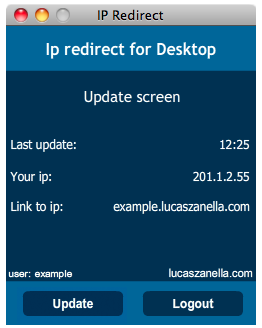 IP Redirect
Ip redirect for Desktop
Update screen
Last update: 12:25
Your ip: 201.1.2.55
Link to ip: example.lucaszanella.com
user: example lucaszanella.com
Update Logout